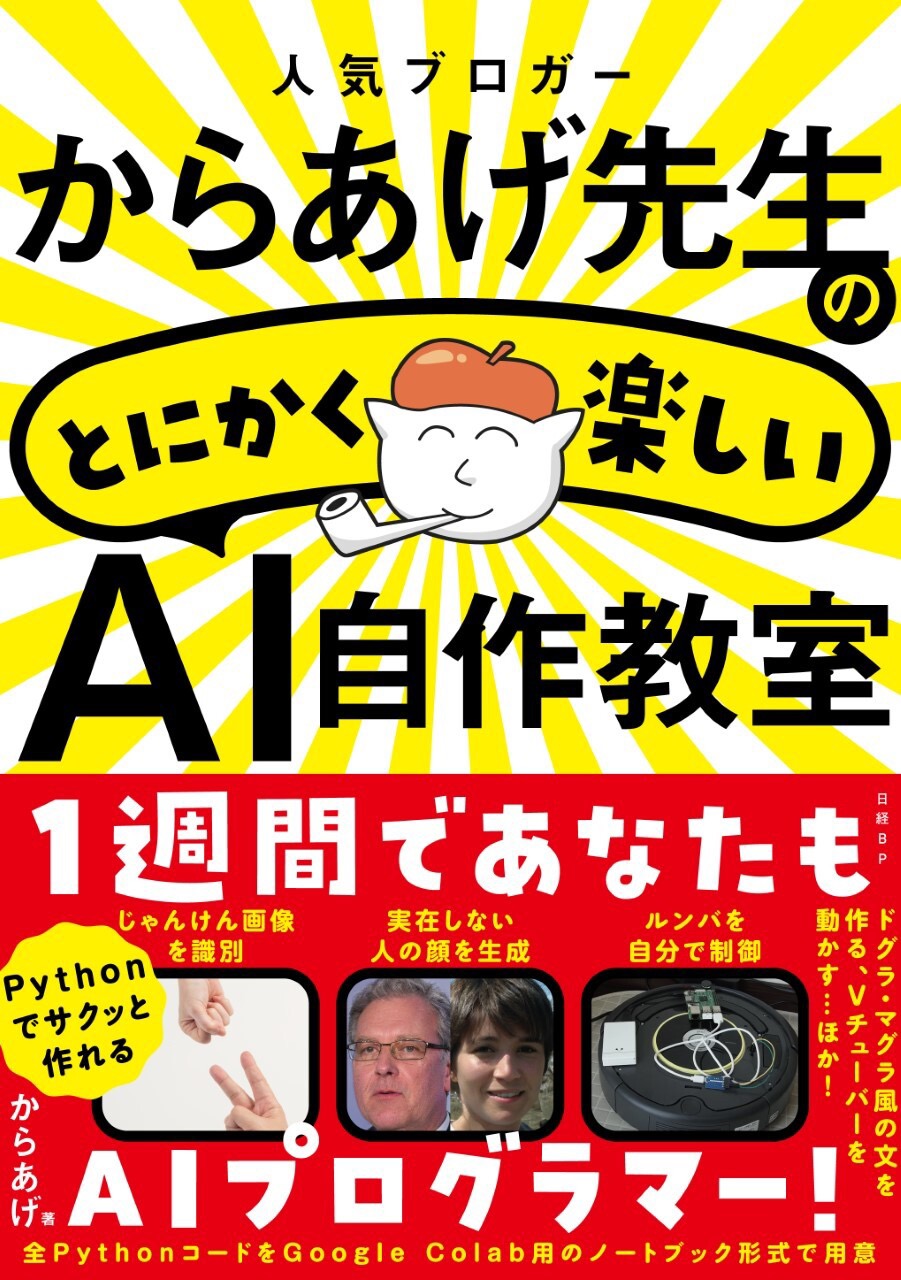 人気ブロガー
からあげ先生の
とにかく楽しい
AI自作教室
日経BP
1週間であなたも
じゃんけん画像
を識別
実在しない
人の顔を生成
ルンバを
自分で制御
ドグラ・マグラ風の文を
作る、Vチューバーを
動かす…ほか!
Python
でサクッと
作れる
からあげ 著
AIプログラマー!
全PythonコードをGoogle Colab用のノートブック形式で用意